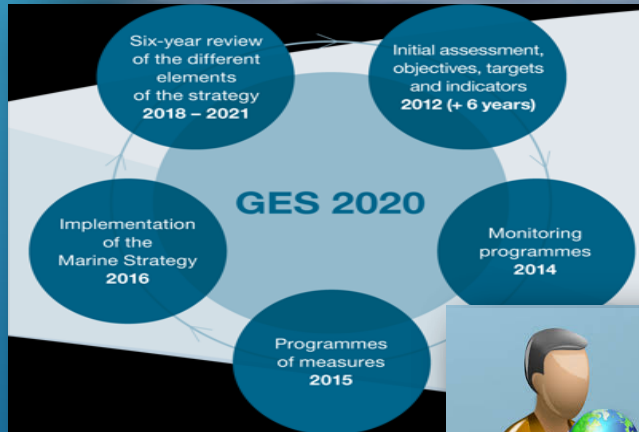 Six-year review
of the different
elements
of the strategy
2018 – 2021
Initial assessment,
objectives, targets
and indicators
2012 (+ 6 years)
GES 2020
Implementation
of the
Marine Strategy
2016
Monitoring
programmes
2014
Programmes
of measures
2015